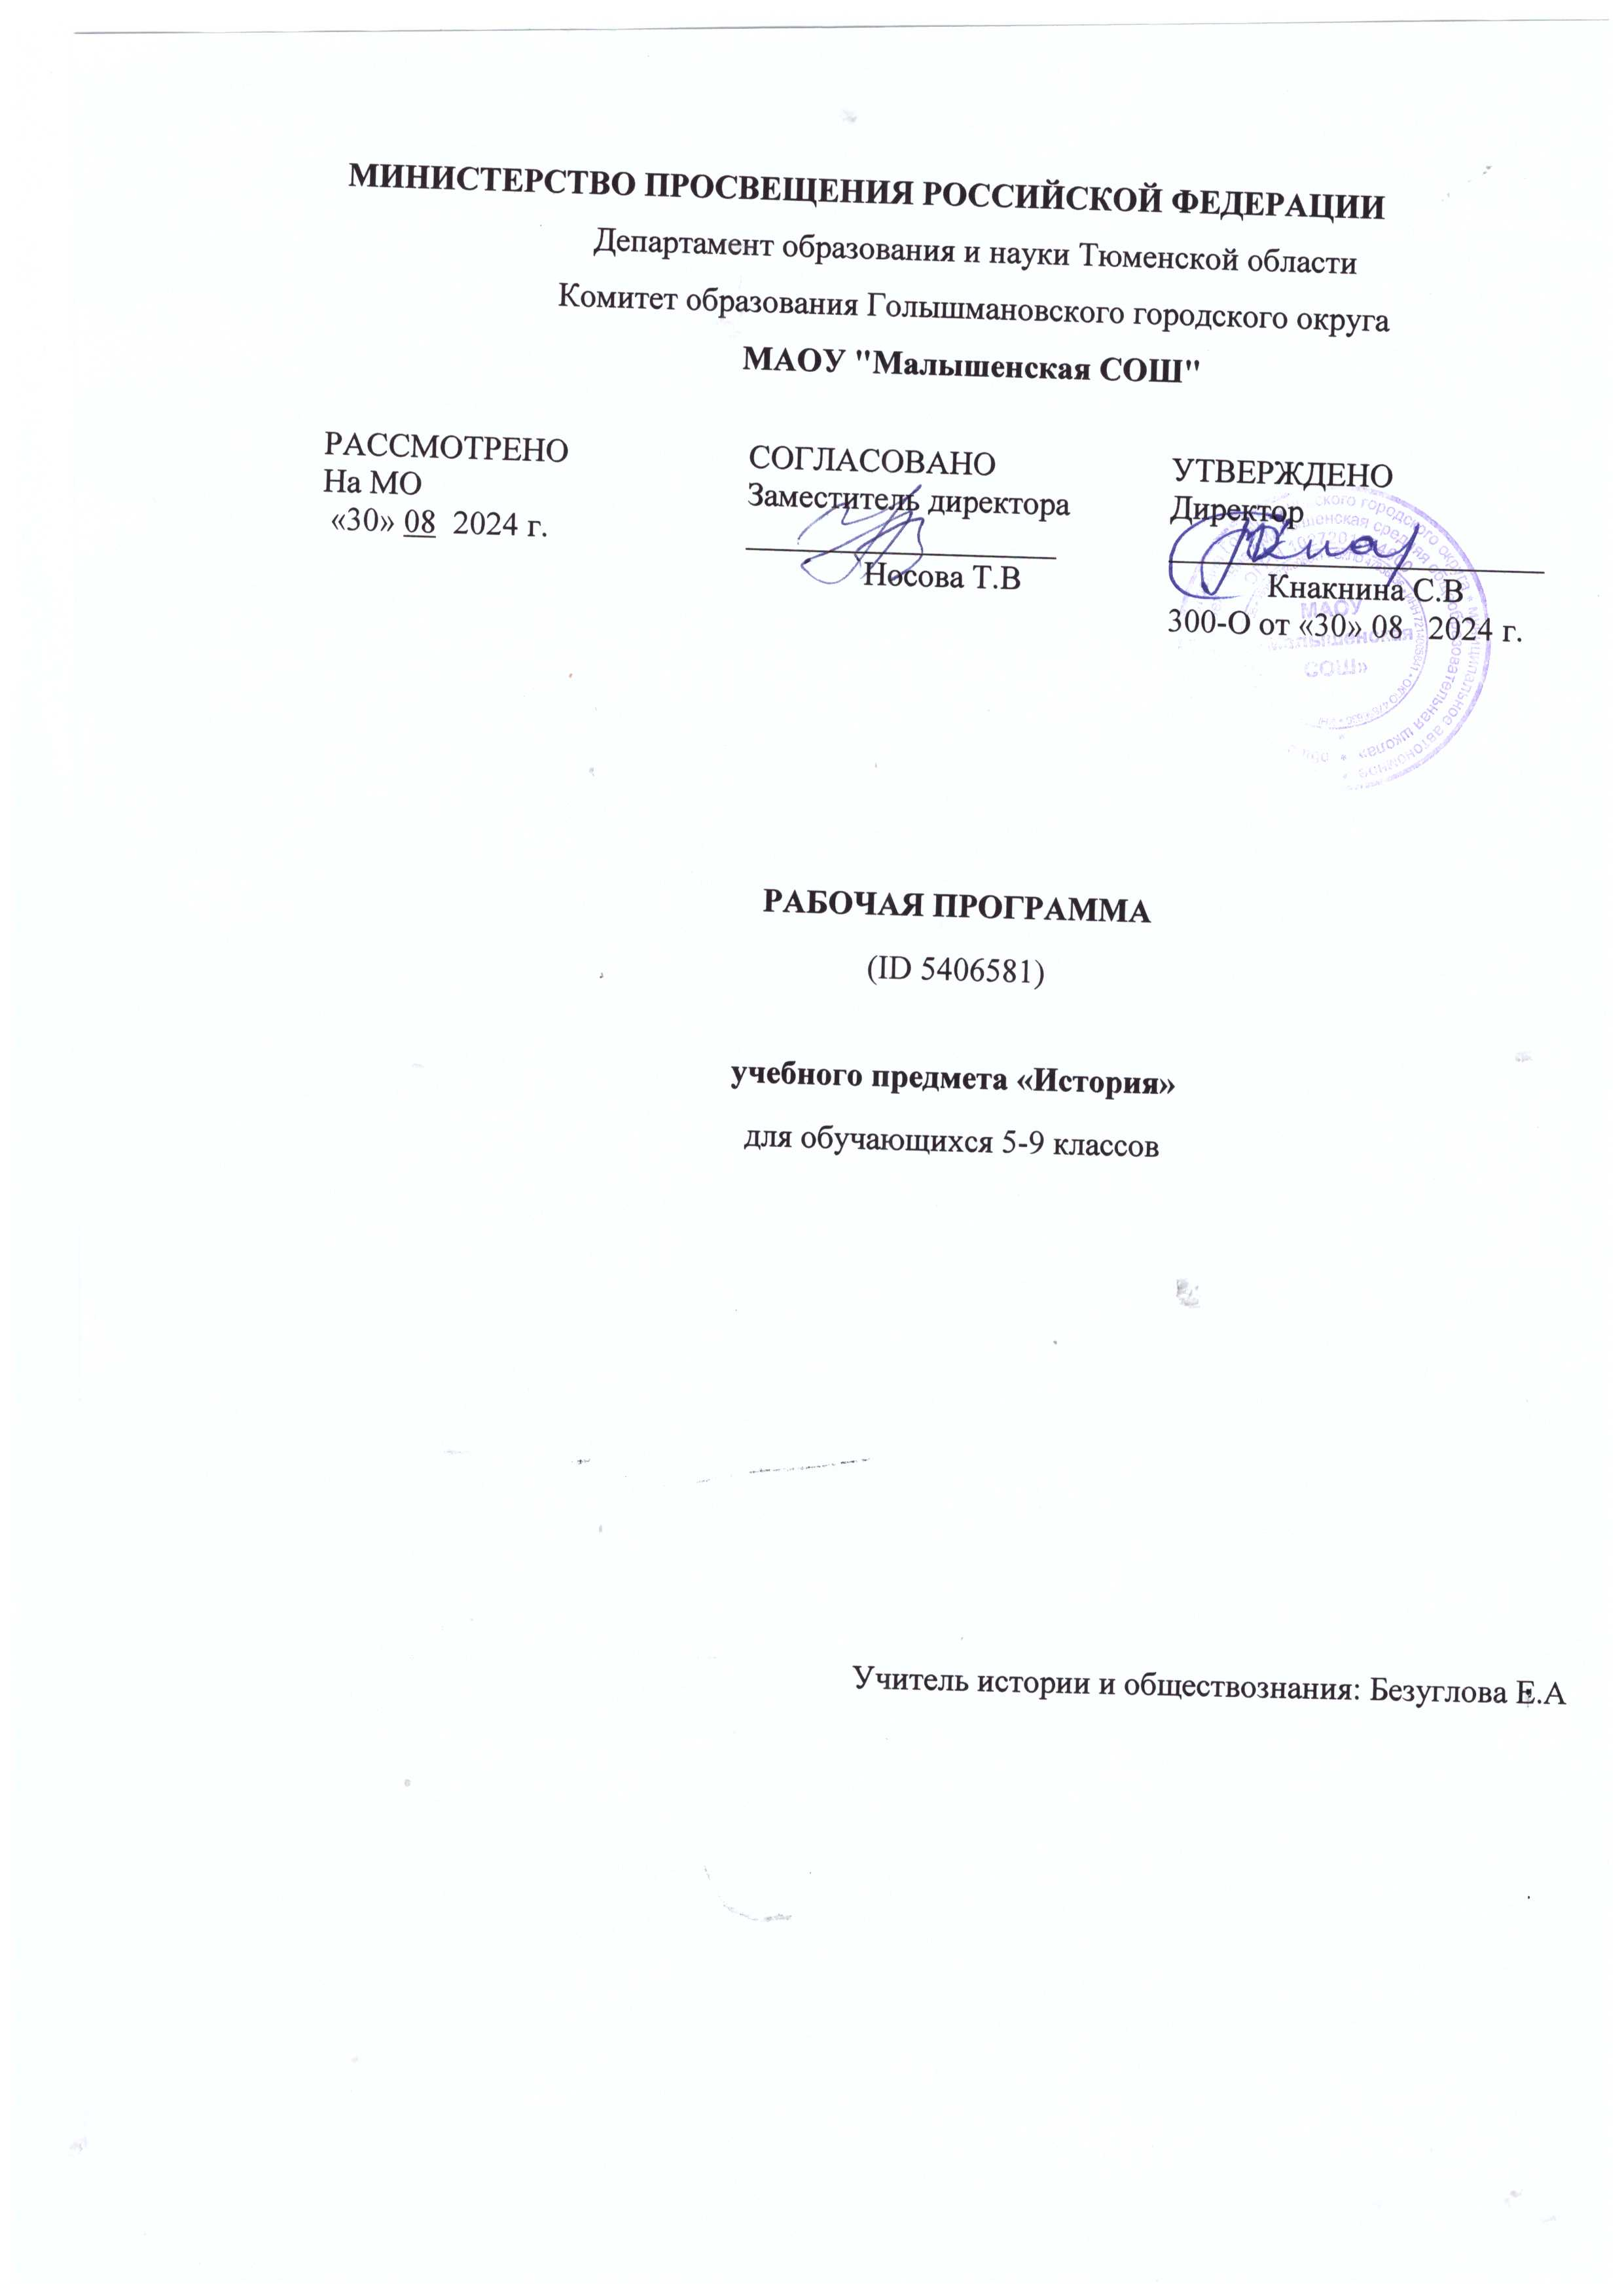 МИНИСТЕРСТВО ПРОСВЕЩЕНИЯ РОССИЙСКОЙ ФЕДЕРАЦИИ
Департамент образования и науки Тюменской области
Комитет образования Голышмановского городского округа
МАОУ "Малышенская СОШ"
РАССМОТРЕНО
На МО
«30» 08 2024 г.
СОГЛАСОВАНО
Заместитель директора
Носова Т.В
УТВЕРЖДЕНО
Директор
Кнакнина С.В
300-О от «30» 08 2024 г.
МАОУ
СОШ»
РАБОЧАЯ ПРОГРАММА
(ID 5406581)
учебного предмета «История»
для обучающихся 5-9 классов
Учитель истории и обществознания: Безуглова Е.А